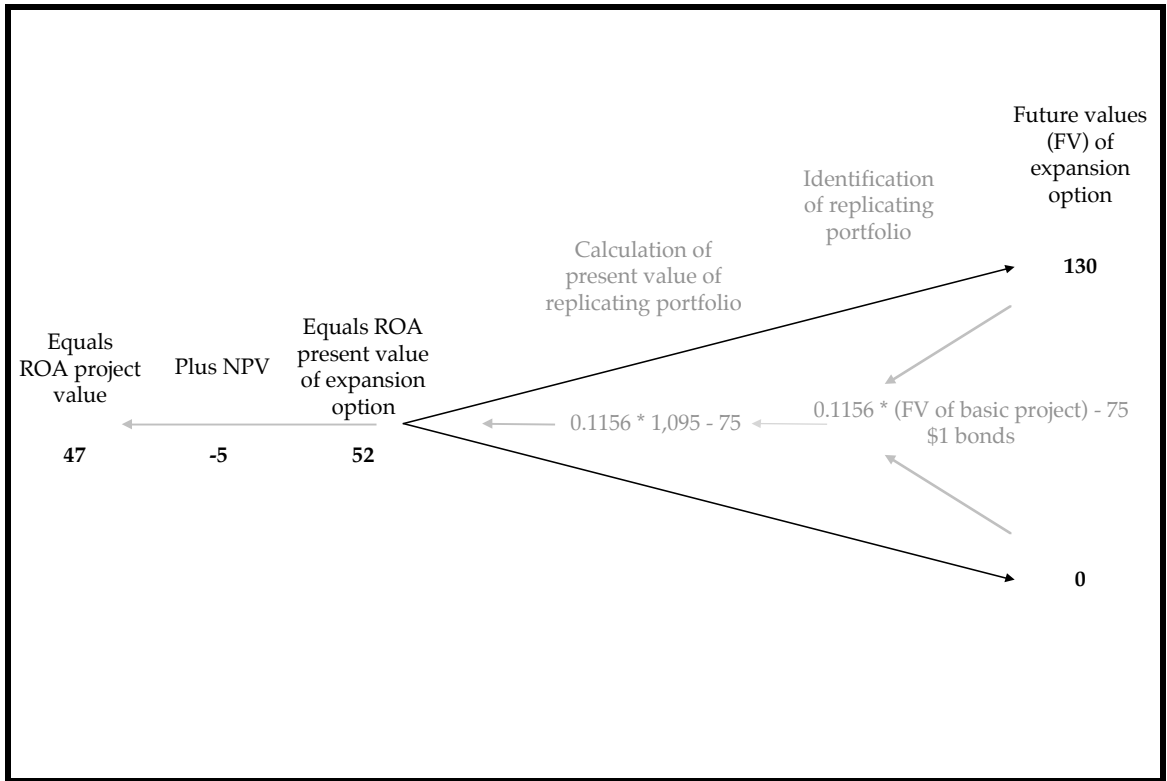 Future values
(FV) of
expansion
option
Identification
of replicating
portfolio
Calculation of
present value of
replicating portfolio
130
Equals
ROA project
value
Plus NPV
Equals ROA
present value
of expansion
option
0.1156 * 1,095 - 75
0.1156 * (FV of basic project) - 75
$1 bonds
47
-5
52
0